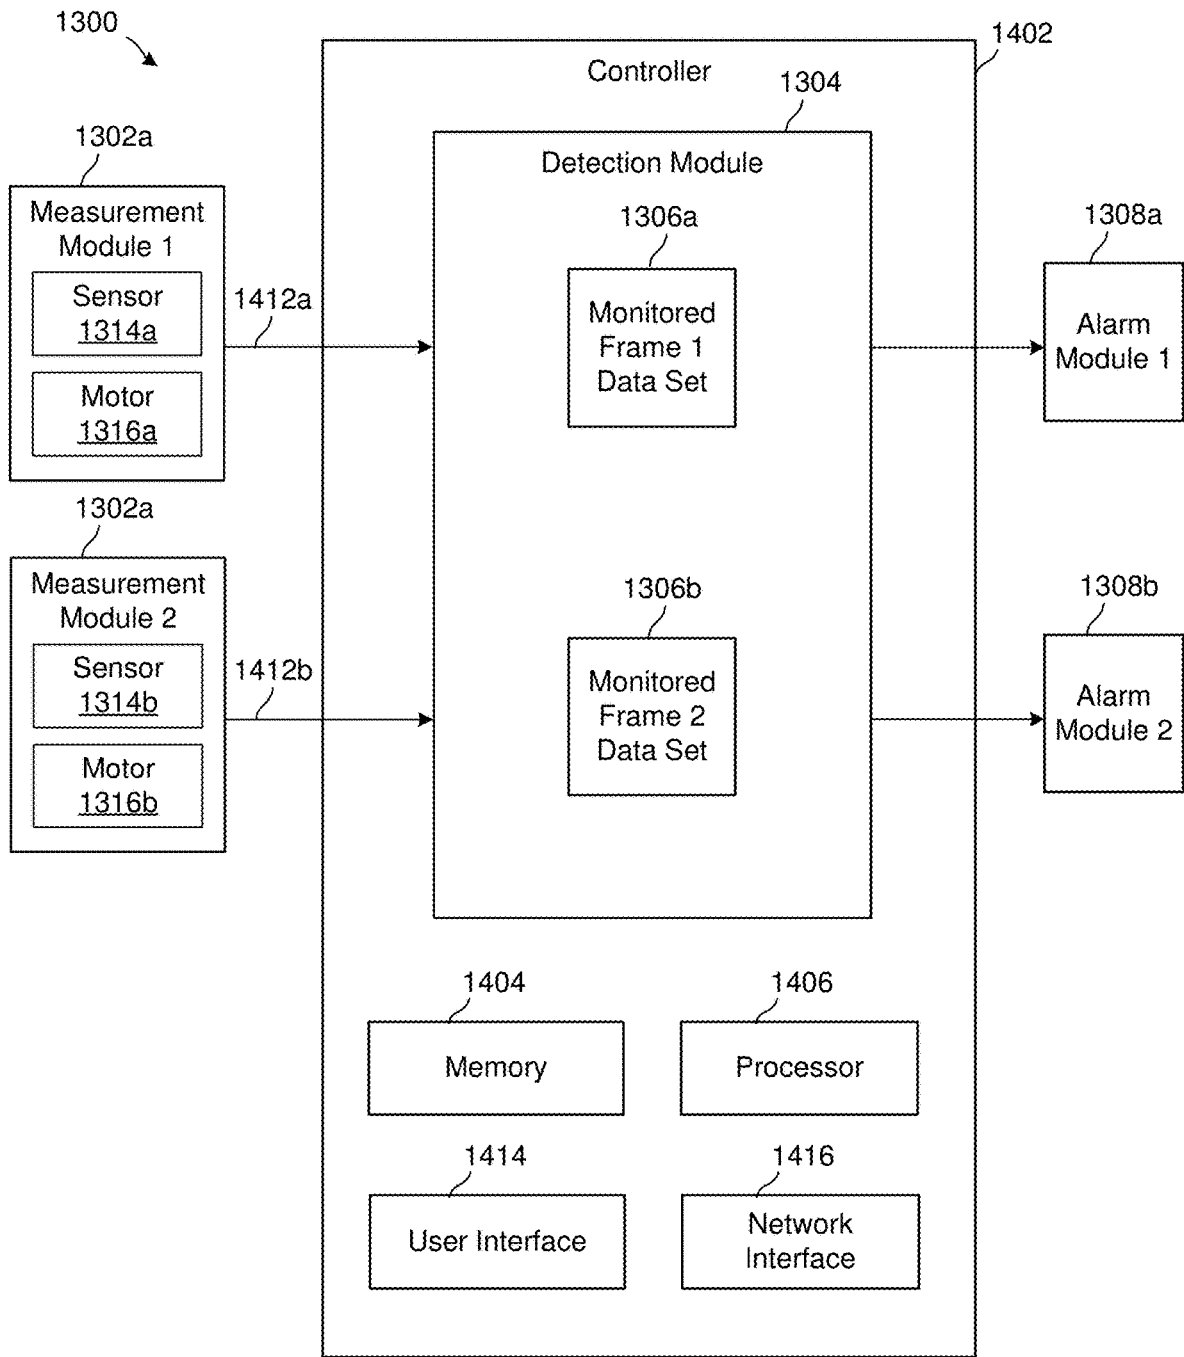 1300
1402
Controller
1304
Detection Module
1302a
Measurement
Module 1
Sensor
1314a
Motor
1316a
1412a
1306a
Monitored
Frame 1
Data Set
1308a
Alarm
Module 1
1302a
Measurement
Module 2
Sensor
1314b
Motor
1316b
1412b
1306b
Monitored
Frame 2
Data Set
1308b
Alarm
Module 2
1404
Memory
1406
Processor
1414
User Interface
1416
Network
Interface